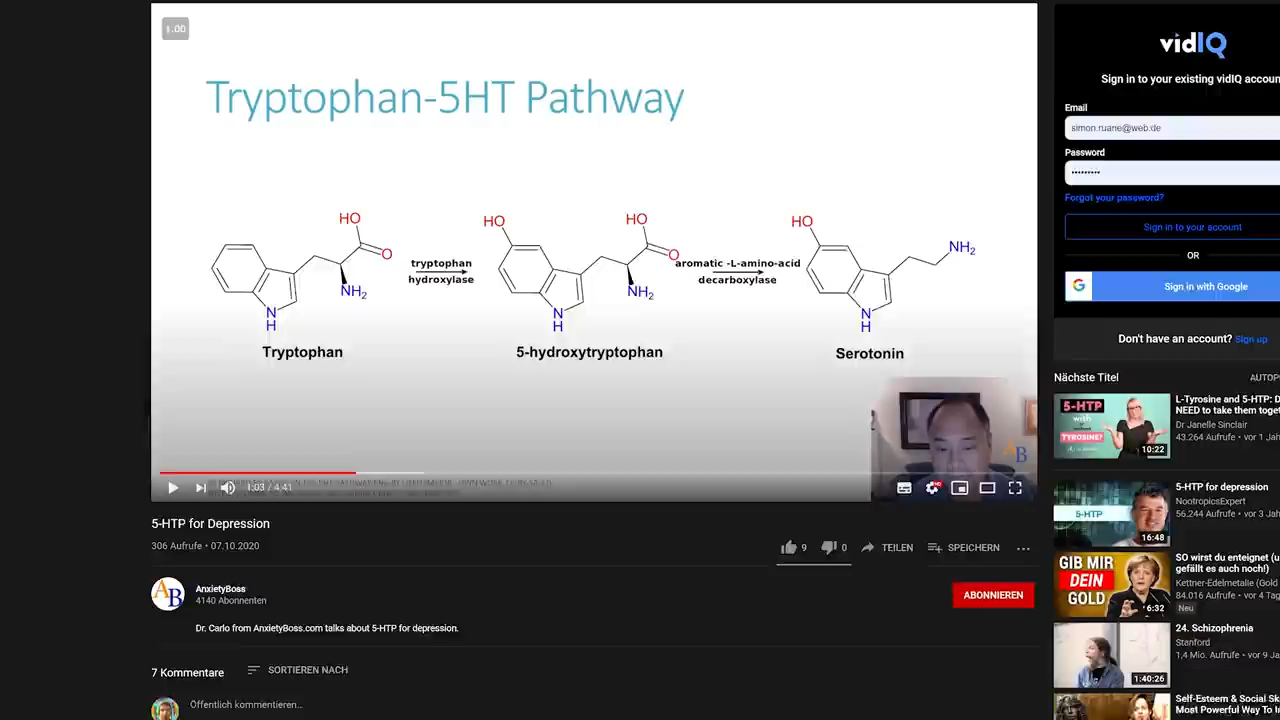 1.00
Tryptophan-5HT Pathway
HO
O
NH₂
N
H
Tryptophan
tryptophan
hydroxylase
HO
HO
O
NH₂
N
H
5-hydroxytryptophan
aromatic -L-amino-acid
decarboxylase
HO
NH₂
N
H
Serotonin
AB
1:03 / 4:41
HD
5-HTP for Depression
306 Aufrufe • 07.10.2020
9
0
TEILEN
SPEICHERN
AB
AnxietyBoss
4140 Abonnenten
ABONNIEREN
Dr. Carlo from AnxietyBoss.com talks about 5-HTP for depression.
7 Kommentare
SORTIEREN NACH
Öffentlich kommentieren...
vidIQ
Sign in to your existing vidIQ accoun
Email
simon.ruane@web.de
Password
•••••••••
Forgot your password?
Sign in to your account
OR
G
Sign in with Google
Don't have an account? Sign up
Nächste Titel
AUTOP
5-HTP
with
TYROSINE?
10:22
L-Tyrosine and 5-HTP: D
NEED to take them toget
Dr Janelle Sinclair
43.264 Aufrufe • vor 1 Jah
5-HTP
16:48
5-HTP for depression
NootropicsExpert
56.244 Aufrufe • vor 3 Jah
GIB MIR
DEIN
GOLD
6:32
SO wirst du enteignet (u
gefällt es auch noch!)
Kettner-Edelmetalle (Gold
84.016 Aufrufe • vor 4 Tag
Neu
1:40:26
24. Schizophrenia
Stanford
1,4 Mio. Aufrufe • vor 9 Ja
Self-Esteem & Social Sk
Most Powerful Way To I